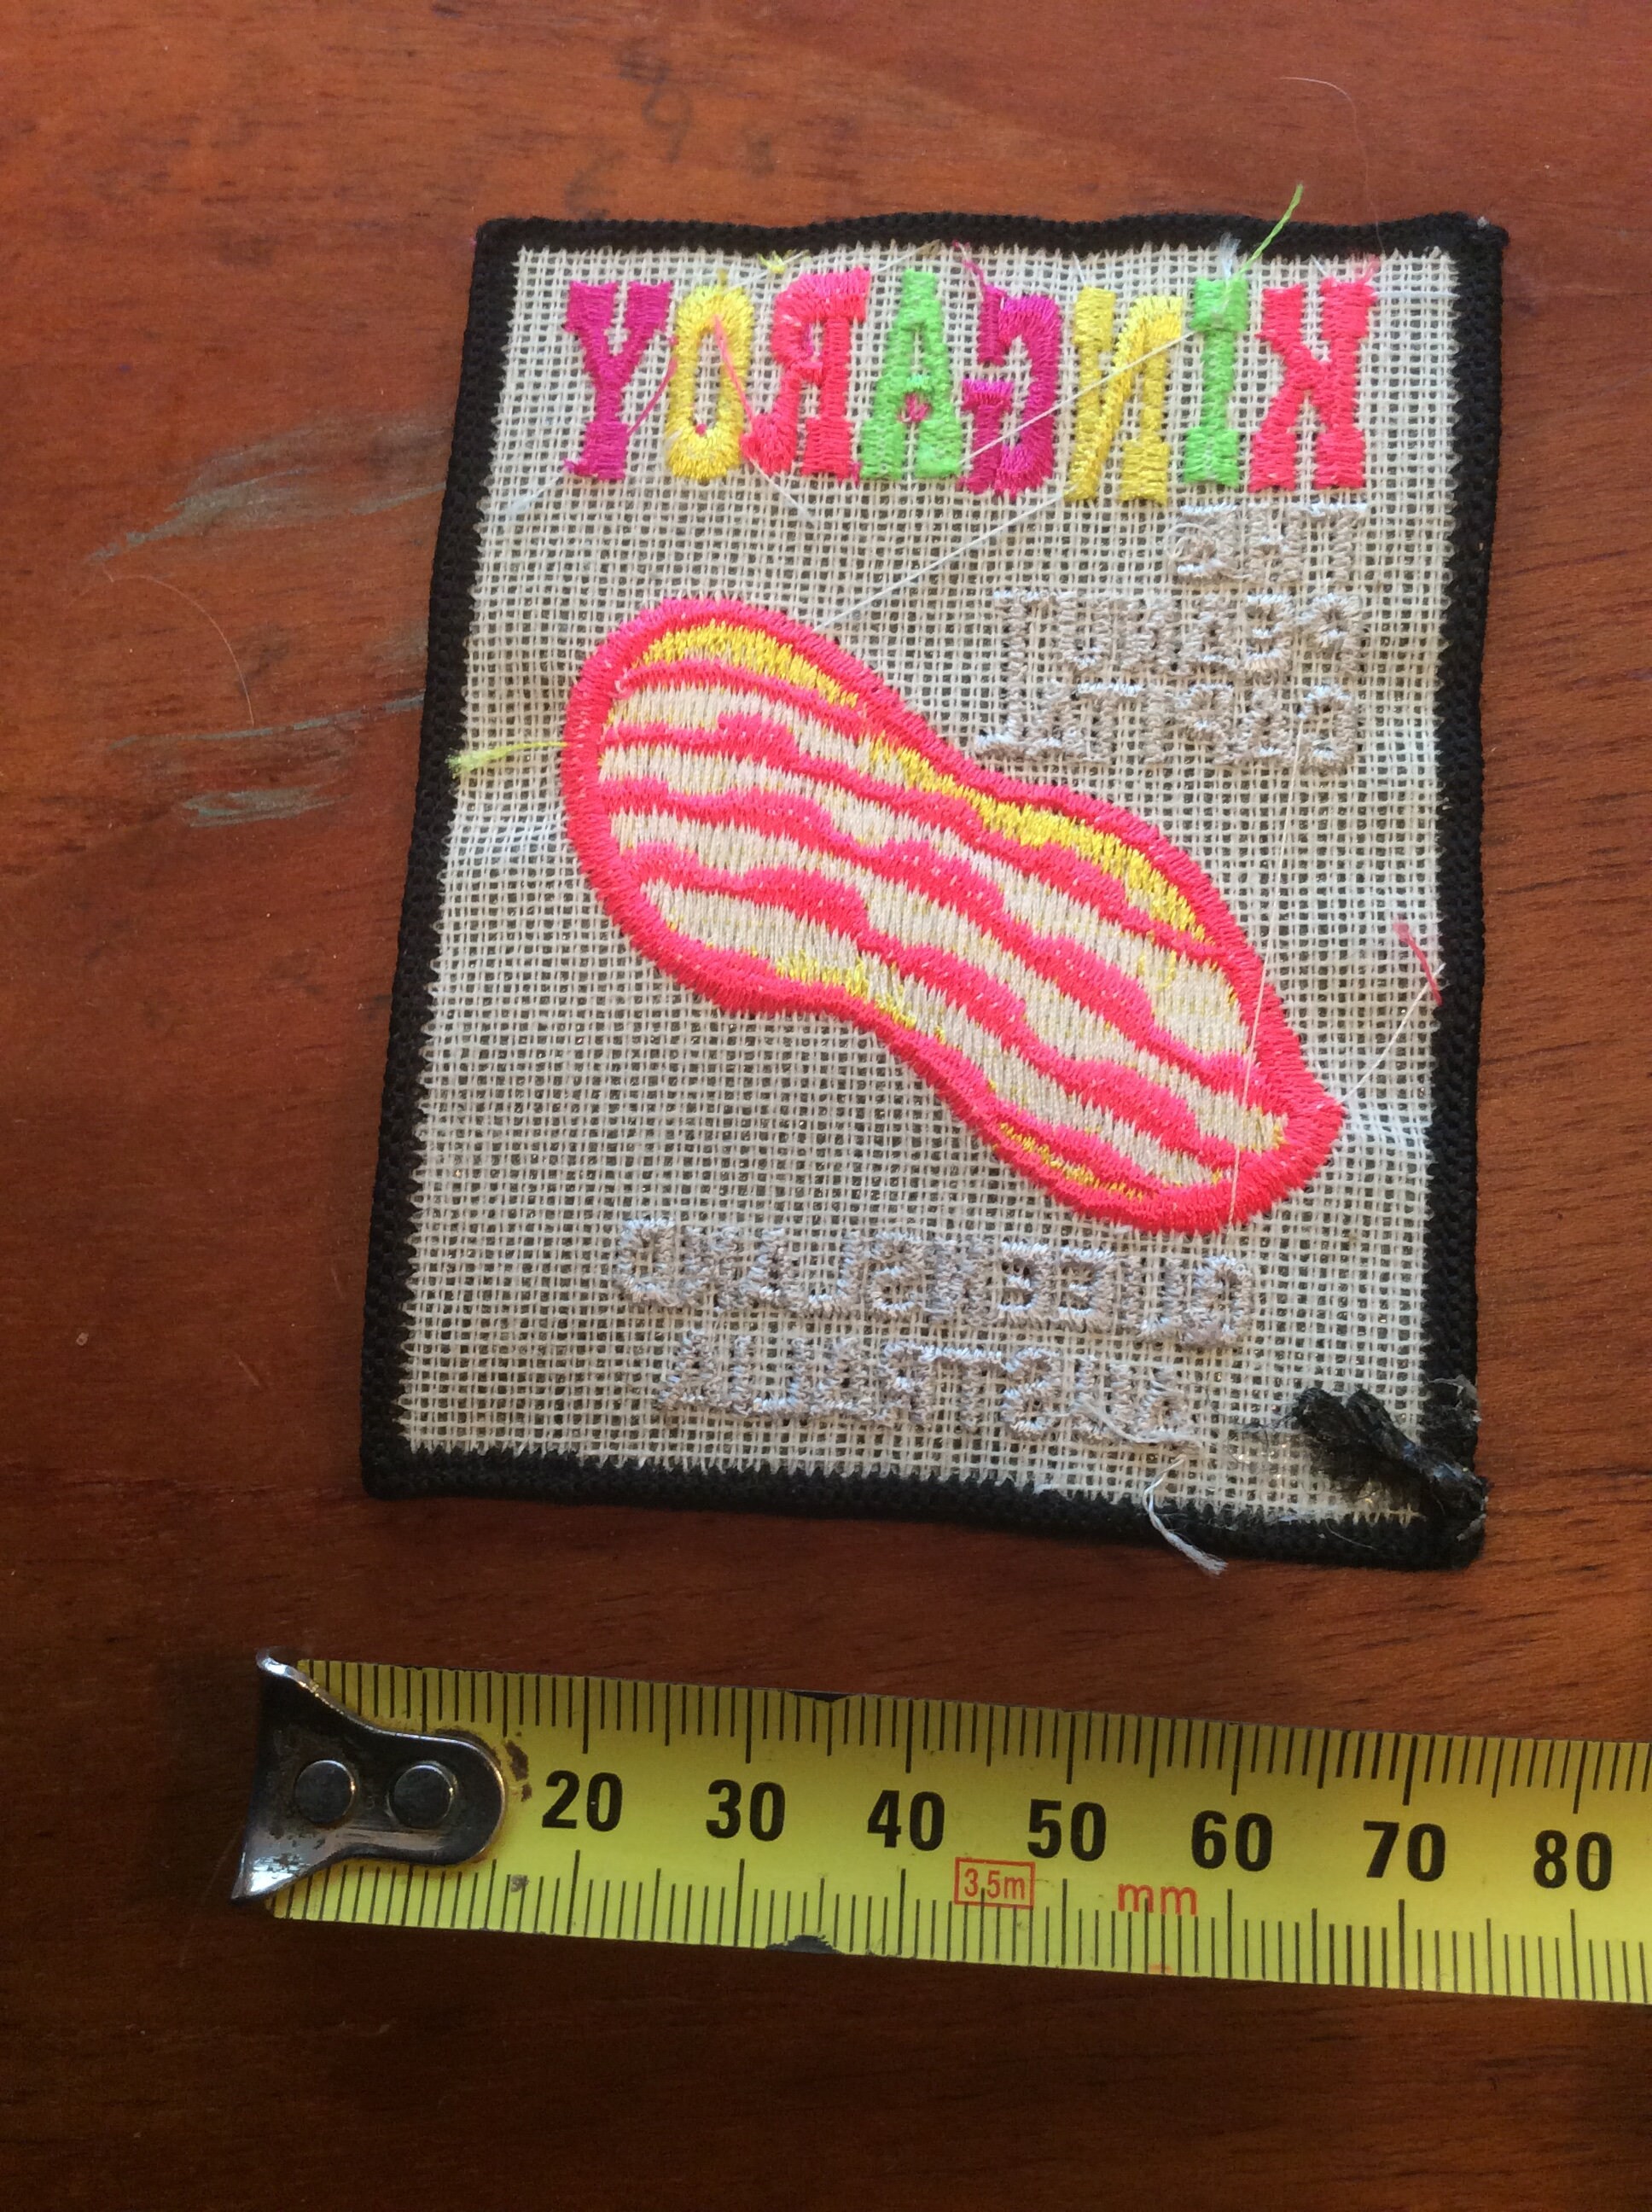 KINGAROY
THE
PEANUT
CAPITAL
QUEENSLAND
AUSTRALIA
20 30 40 50 60 70 80
3,5m mm